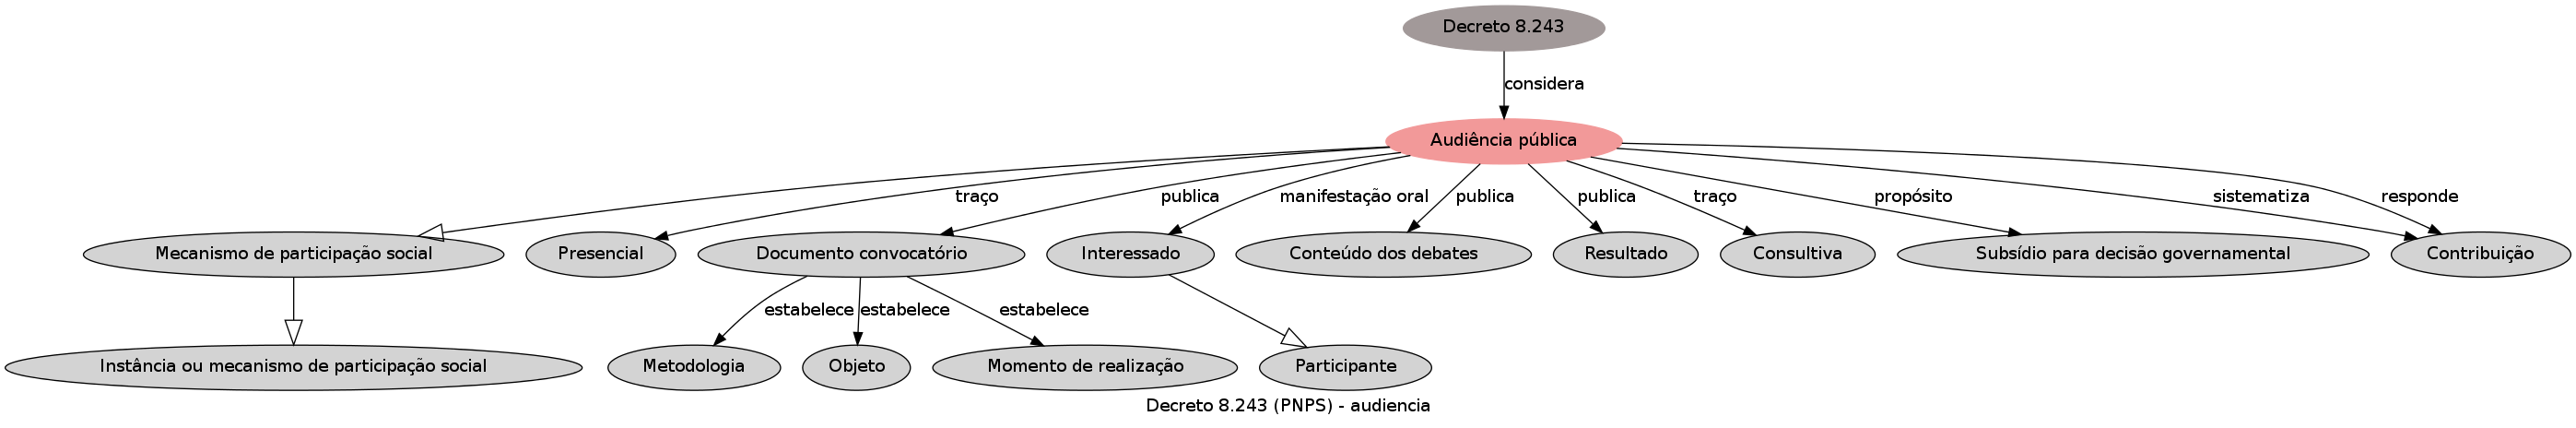 Decreto 8.243
considera
Audiência pública
traço
publica
manifestação oral
publica
publica
traço
propósito
sistematiza
responde
Mecanismo de participação social
Presencial
Documento convocatório
Interessado
Conteúdo dos debates
Resultado
Consultiva
Subsídio para decisão governamental
Contribuição
estabelece
estabelece
estabelece
Instância ou mecanismo de participação social
Metodologia
Objeto
Momento de realização
Participante
Decreto 8.243 (PNPS) - audiencia